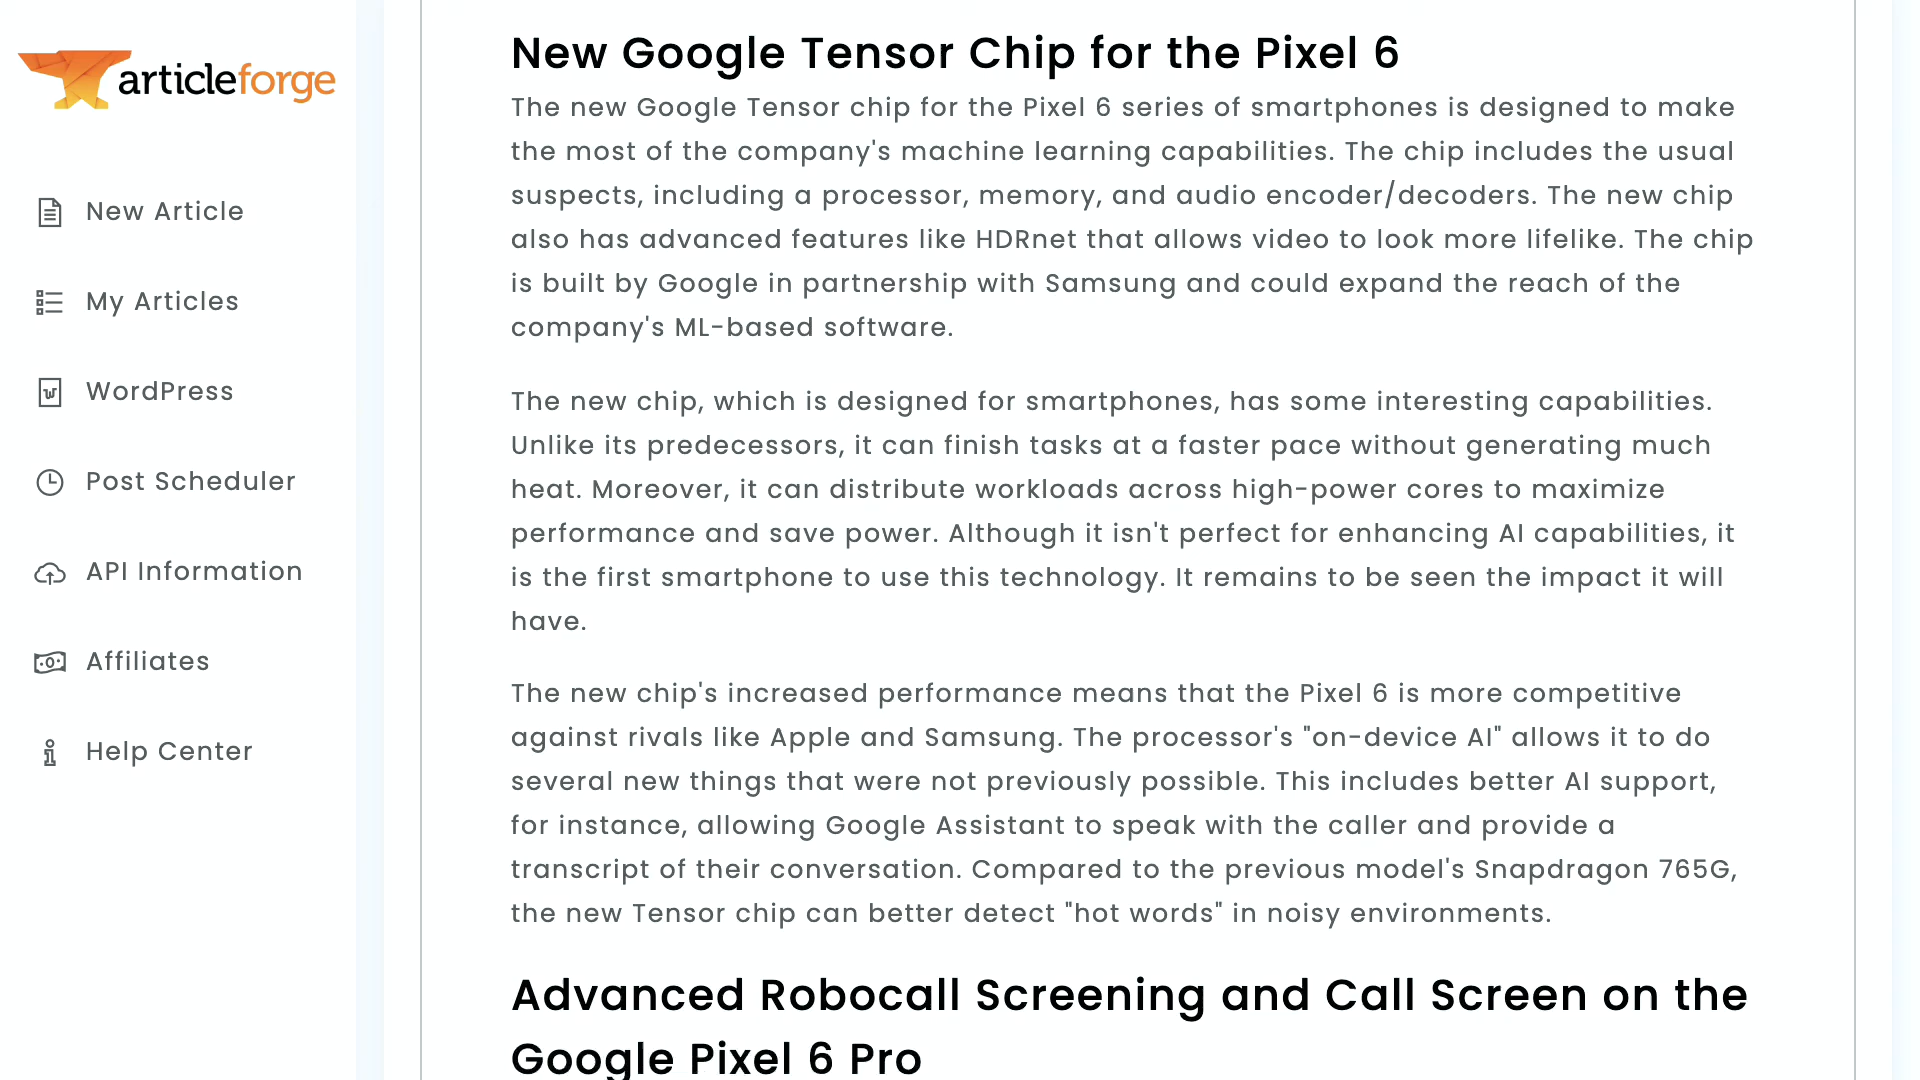 articleforge
New Article
My Articles
WordPress
Post Scheduler
API Information
Affiliates
Help Center
New Google Tensor Chip for the Pixel 6
The new Google Tensor chip for the Pixel 6 series of smartphones is designed to make
the most of the company's machine learning capabilities. The chip includes the usual
suspects, including a processor, memory, and audio encoder/decoders. The new chip
also has advanced features like HDRnet that allows video to look more lifelike. The chip
is built by Google in partnership with Samsung and could expand the reach of the
company's ML-based software.
The new chip, which is designed for smartphones, has some interesting capabilities.
Unlike its predecessors, it can finish tasks at a faster pace without generating much
heat. Moreover, it can distribute workloads across high-power cores to maximize
performance and save power. Although it isn't perfect for enhancing AI capabilities, it
is the first smartphone to use this technology. It remains to be seen the impact it will
have.
The new chip's increased performance means that the Pixel 6 is more competitive
against rivals like Apple and Samsung. The processor's "on-device AI" allows it to do
several new things that were not previously possible. This includes better AI support,
for instance, allowing Google Assistant to speak with the caller and provide a
transcript of their conversation. Compared to the previous model's Snapdragon 765G,
the new Tensor chip can better detect "hot words" in noisy environments.
Advanced Robocall Screening and Call Screen on the
Google Pixel 6 Pro